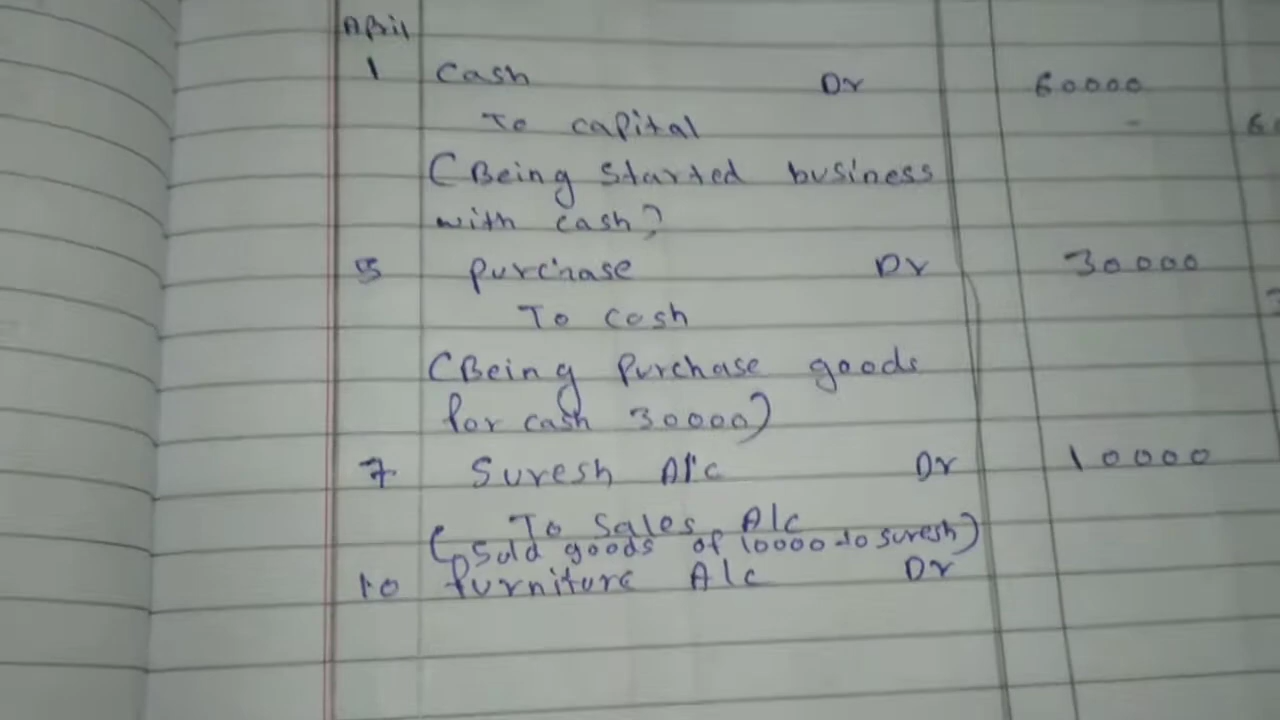 April
1 Cash Dr 60000
To capital
(Being started business
with cash)
5 purchase Dr 30000
To cash
(Being purchase goods
for cash 30000)
7 Suresh A/c Dr 10000
To sales A/c
(Sold goods of 10000 to suresh)
10 furniture A/c Dr